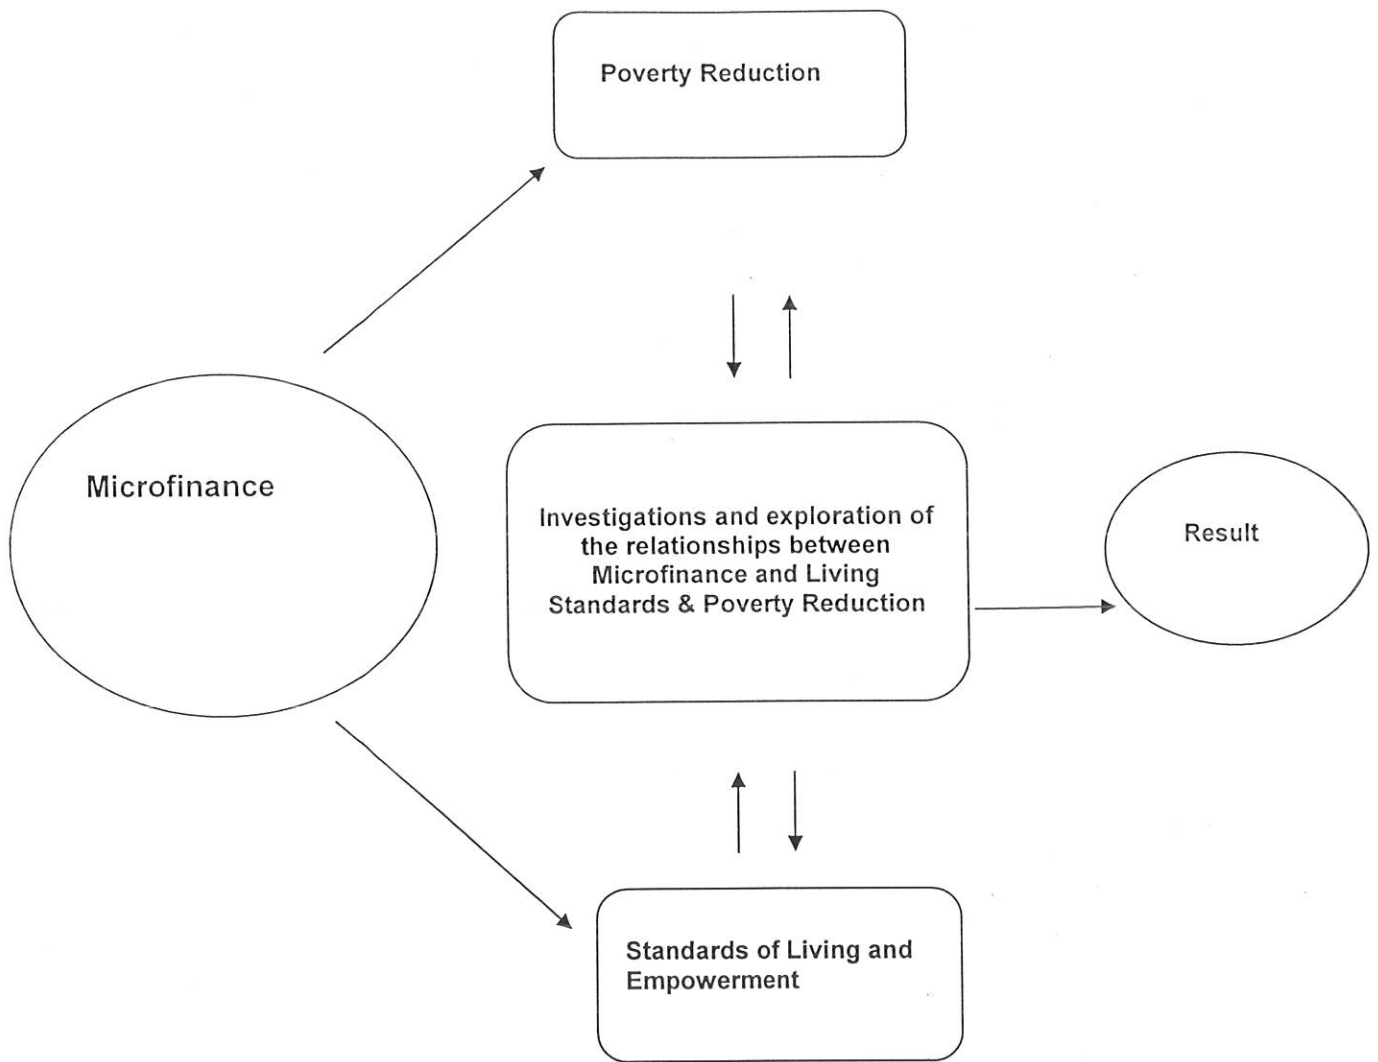 Poverty Reduction
Microfinance
Investigations and exploration of
the relationships between
Microfinance and Living
Standards & Poverty Reduction
Result
Standards of Living and
Empowerment